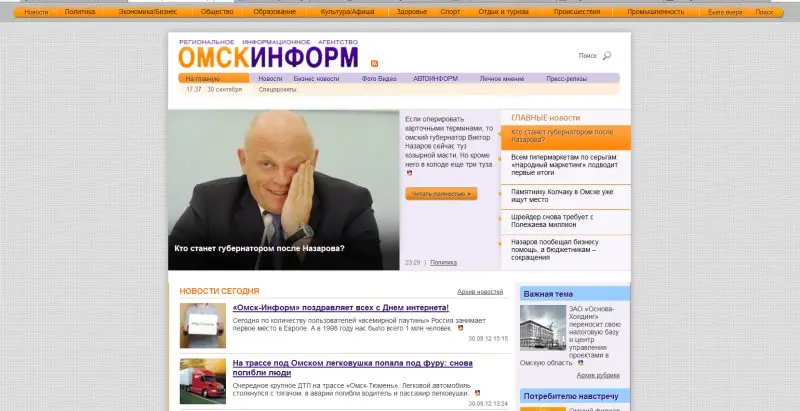 Новости Политика Экономика/Бизнес Общество Образование Культура/Афиша Здоровье Спорт Отдых и туризм Происшествия Промышленность Было вчера Поиск
РЕГИОНАЛЬНОЕ ИНФОРМАЦИОННОЕ АГЕНТСТВО
ОМСКИНФОРМ
Поиск
На главную Новости Бизнес новости Фото Видео АВТОИНФОРМ Личное мнение Пресс-релизы
17:37 30 сентября Спецпроекты:
Кто станет губернатором после Назарова?
Если оперировать
карточными терминами, то
омский губернатор Виктор
Назаров сейчас туз
козырной масти. Но кроме
него в колоде еще три туза
Читать полностью >
23:29 | Политика
ГЛАВНЫЕ новости
Кто станет губернатором после
Назарова?
Всем гипермаркетам по серьгам:
«Народный маркетинг» подводит
первые итоги
Памятнику Колчаку в Омске уже
ищут место
Шрейдер снова требует с
Полежаева миллион
Назаров пообещал бизнесу
помощь, а бюджетникам –
сокращения
НОВОСТИ СЕГОДНЯ
Архив новостей
«Омск-Информ» поздравляет всех с Днем интернета!
Сегодня по количеству пользователей «всемирной паутины» Россия занимает
первое место в Европе. А в 1998 году нас было всего 1 млн человек.
30.09.12 15:15
На трассе под Омском легковушка попала под фуру: снова
погибли люди
Очередное крупное ДТП на трассе «Омск-Тюмень». Легковой автомобиль
столкнулся с тягачом, в аварии погибли водитель и пассажир легковушки.
30.09.12 13:24
Важная тема
ЗАО «Основа-
Холдинг»
переносит свою
налоговую базу
и центр
управления
проектами в
Омскую область
Архив рубрики
Потребителю навстречу
Омский филиал